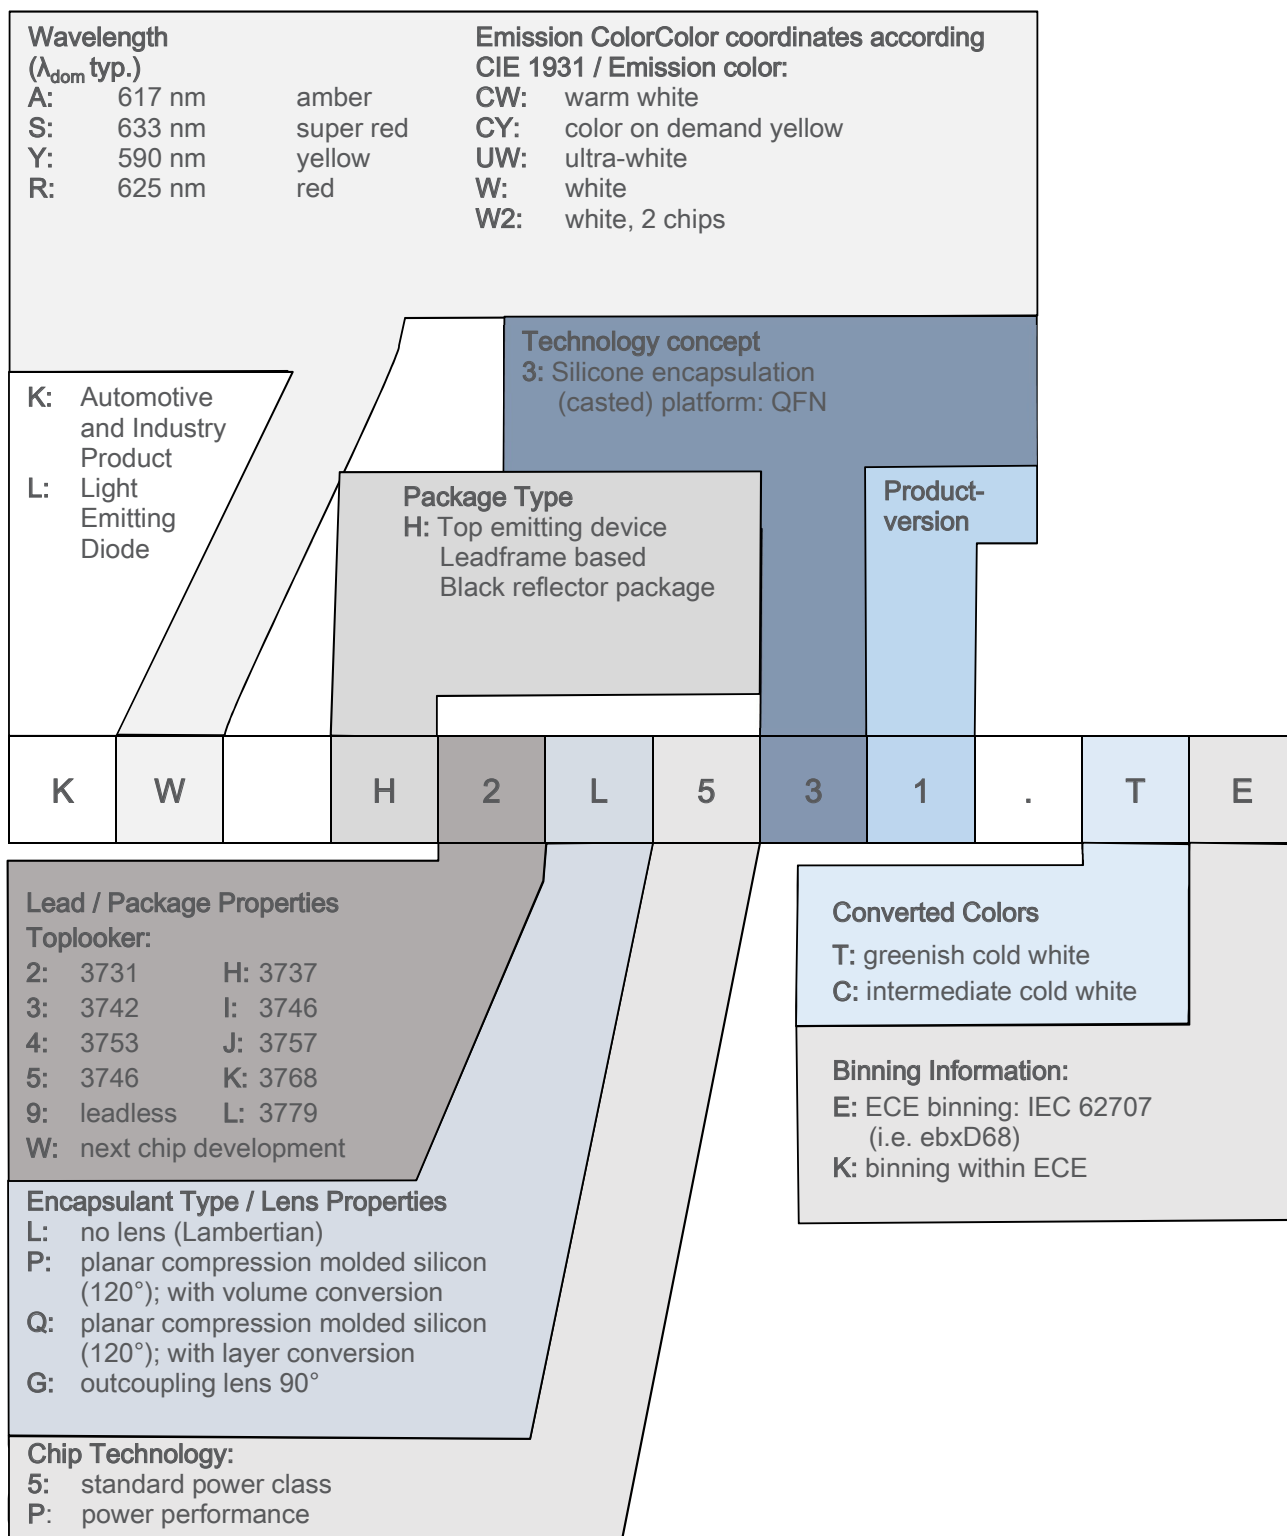 Wavelength
(λdom typ.)
A: 617 nm amber
S: 633 nm super red
Y: 590 nm yellow
R: 625 nm red
Emission ColorColor coordinates according
CIE 1931 / Emission color:
CW: warm white
CY: color on demand yellow
UW: ultra-white
W: white
W2: white, 2 chips
K: Automotive
and Industry
Product
L: Light
Emitting
Diode
Technology concept
3: Silicone encapsulation
(casted) platform: QFN
Package Type
H: Top emitting device
Leadframe based
Black reflector package
Product-
version
K W H 2 L 5 3 1 . T E
Lead / Package Properties
Toplooker:
2: 3731 H: 3737
3: 3742 I: 3746
4: 3753 J: 3757
5: 3746 K: 3768
9: leadless L: 3779
W: next chip development
Encapsulant Type / Lens Properties
L: no lens (Lambertian)
P: planar compression molded silicon
(120°); with volume conversion
Q: planar compression molded silicon
(120°); with layer conversion
G: outcoupling lens 90°
Chip Technology:
5: standard power class
P: power performance
Converted Colors
T: greenish cold white
C: intermediate cold white
Binning Information:
E: ECE binning: IEC 62707
(i.e. ebxD68)
K: binning within ECE